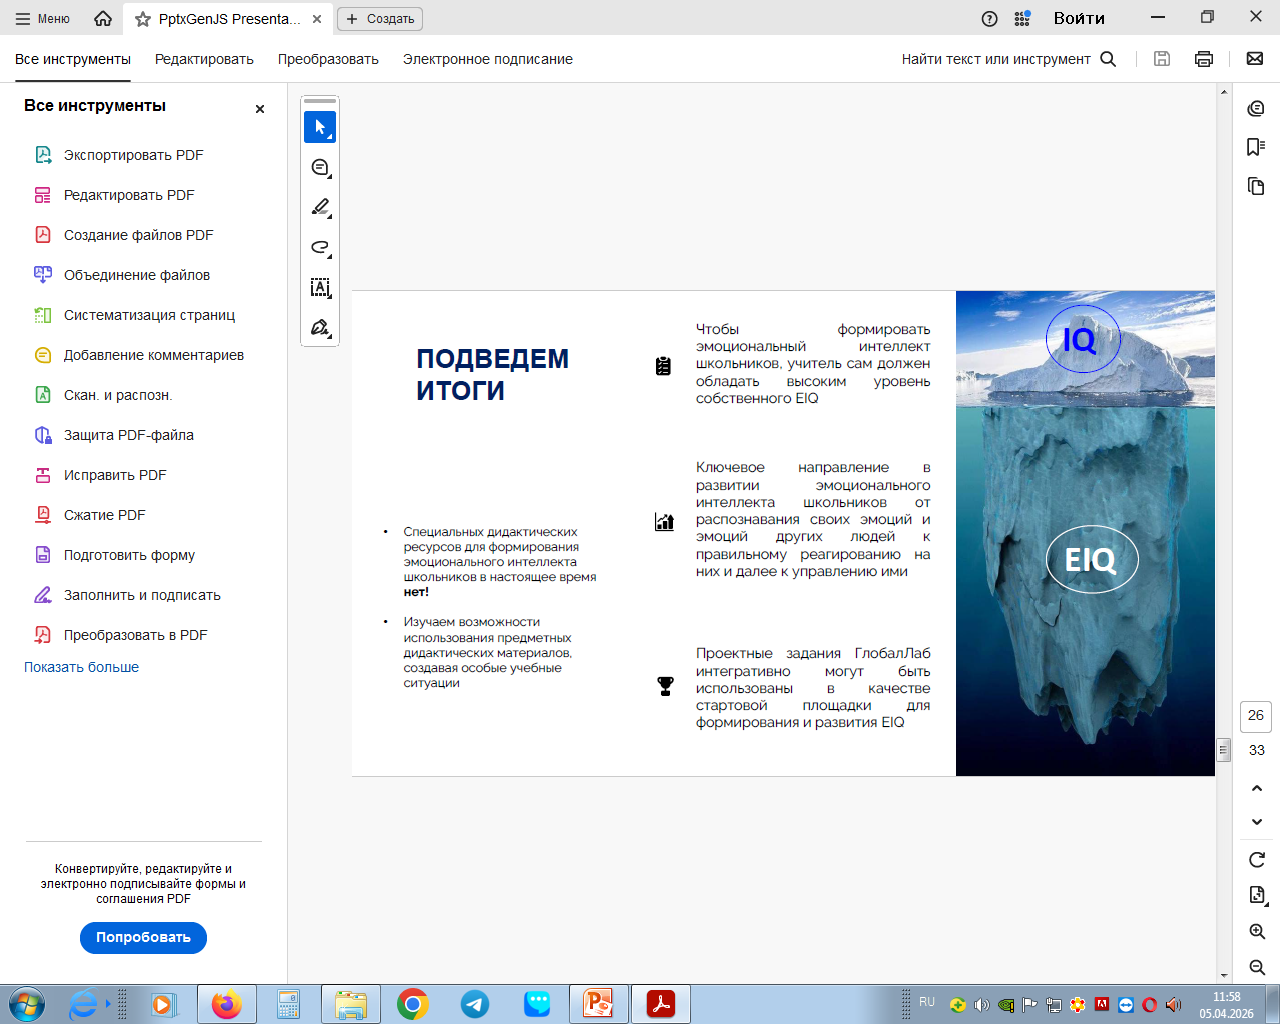 Меню
PptxGenJS Presenta...
Создать
Войти
Все инструменты
Редактировать
Преобразовать
Электронное подписание
Найти текст или инструмент
Все инструменты
Экспортировать PDF
Редактировать PDF
Создание файлов PDF
Объединение файлов
Систематизация страниц
Добавление комментариев
Скан. и распозн.
Защита PDF-файла
Исправить PDF
Сжатие PDF
Подготовить форму
Заполнить и подписать
Преобразовать в PDF
Показать больше
Конвертируйте, редактируйте и
электронно подписывайте формы и
соглашения PDF
Попробовать
ПОДВЕДЕМ
ИТОГИ
• Специальных дидактических
ресурсов для формирования
эмоционального интеллекта
школьников в настоящее время
нет!
• Изучаем возможности
использования предметных
дидактических материалов,
создавая особые учебные
ситуации
Чтобы формировать
эмоциональный интеллект
школьников, учитель сам должен
обладать высоким уровень
собственного EIQ
Ключевое направление в
развитии эмоционального
интеллекта школьников от
распознавания своих эмоций и
эмоций других людей к
правильному реагированию на
них и далее к управлению ими
Проектные задания ГлобалЛаб
интегративно могут быть
использованы в качестве
стартовой площадки для
формирования и развития EIQ
IQ
EIQ
26
33
RU
11:58
05.04.2026